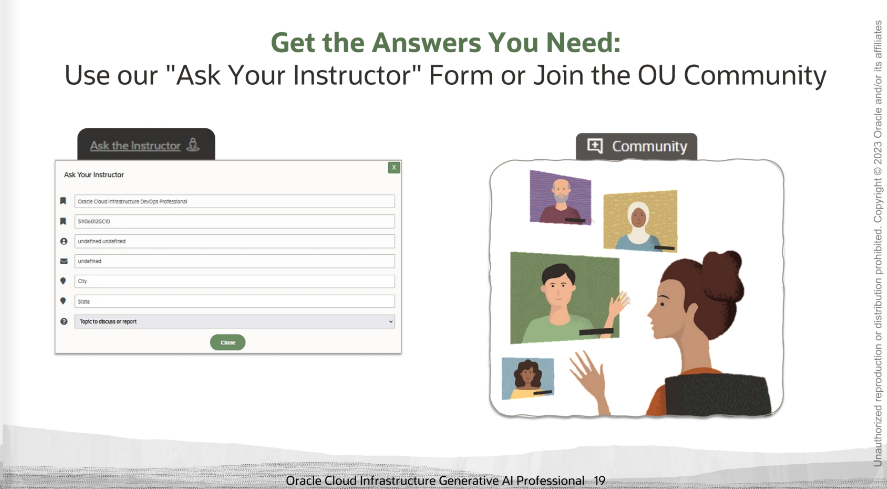 Get the Answers You Need:
Use our "Ask Your Instructor" Form or Join the OU Community
Ask the Instructor
X
Ask Your Instructor
Oracle Cloud Infrastructure DevOps Professional
S1106012GC10
undefined undefined
undefined
City
State
Topic to discuss or report
Close
Community
Oracle Cloud Infrastructure Generative AI Professional 19
Unauthorized reproduction or distribution prohibited. Copyright © 2023 Oracle and/or its affiliates